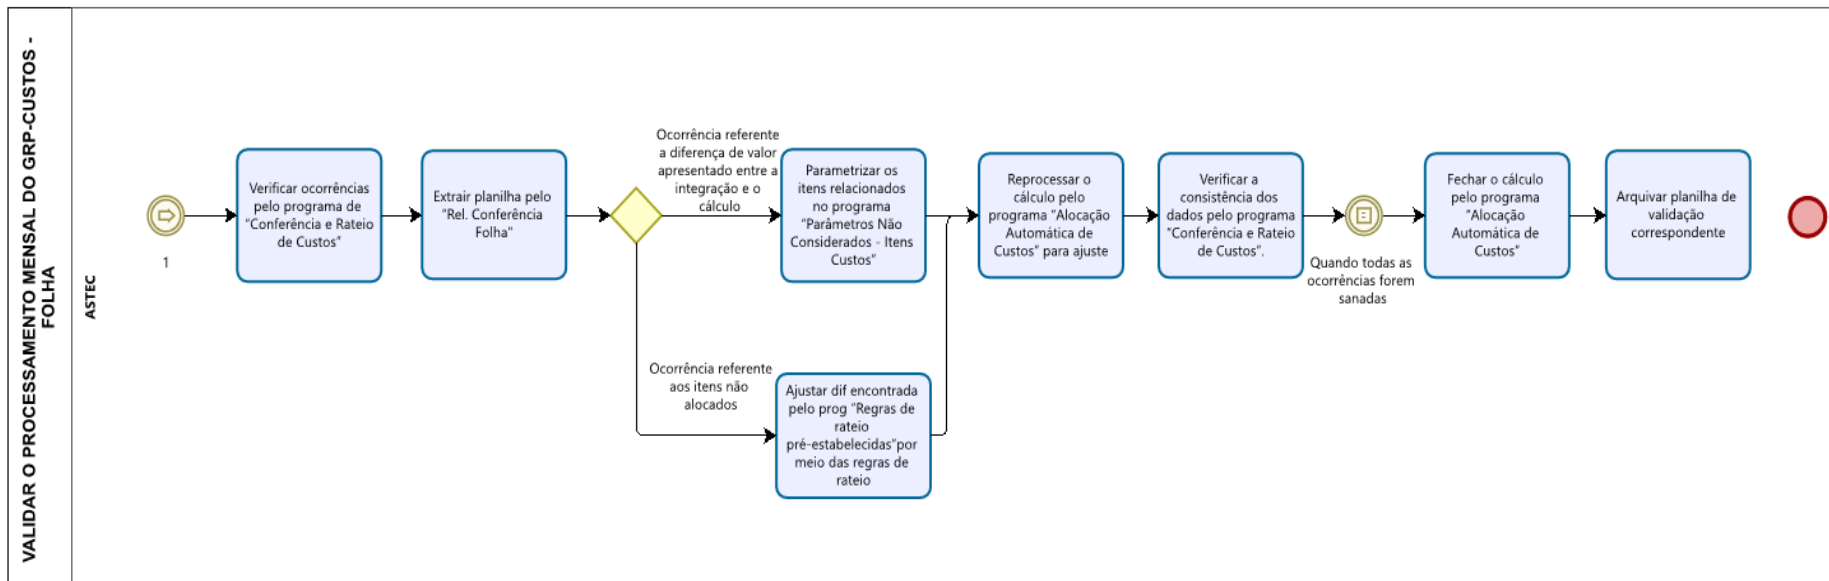 VALIDAR O PROCESSAMENTO MENSAL DO GRP-CUSTOS -
FOLHA
ASTEC
1
Verificar ocorrências
pelo programa de
“Conferência e Rateio
de Custos”
Extrair planilha pelo
“Rel. Conferência
Folha”
Ocorrência referente
a diferença de valor
apresentado entre a
integração e o
cálculo
Parametrizar os
itens relacionados
no programa
“Parâmetros Não
Considerados - Itens
Custos”
Ocorrência referente
aos itens não
alocados
Ajustar dif encontrada
pelo prog “Regras de
rateio
pré-estabelecidas”por
meio das regras de
rateio
Reprocessar o
cálculo pelo
programa “Alocação
Automática de
Custos” para ajuste
Verificar a
consistência dos
dados pelo programa
“Conferência e Rateio
de Custos”.
Quando todas as
ocorrências forem
sanadas
Fechar o cálculo
pelo programa
“Alocação
Automática de
Custos”
Arquivar planilha de
validação
correspondente